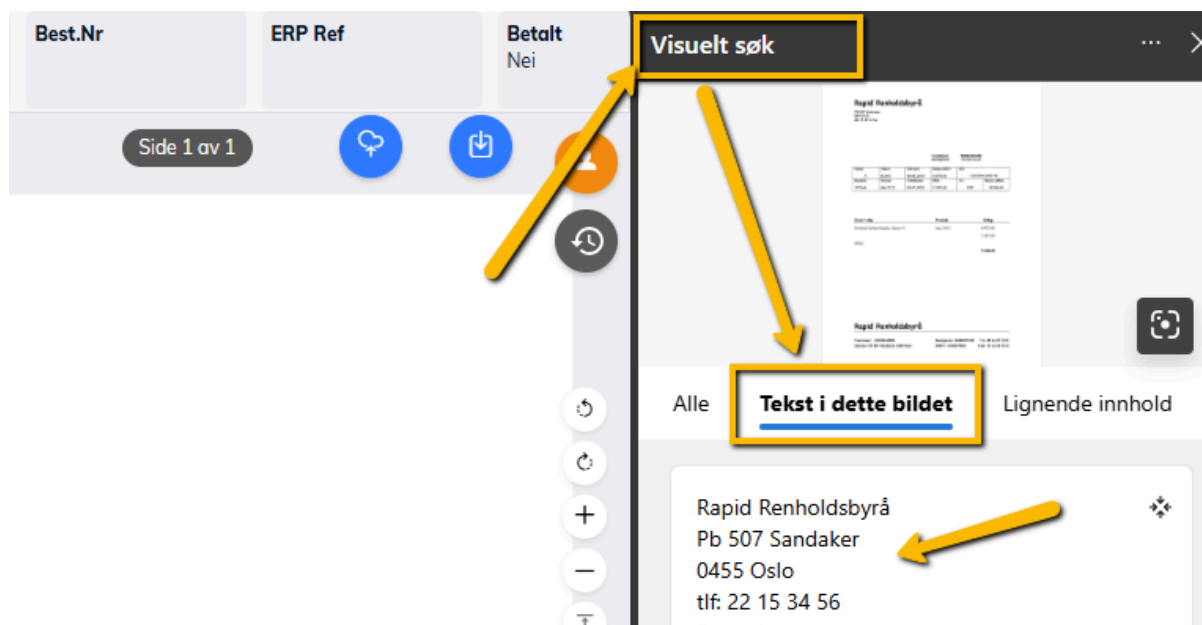 Best.Nr
ERP Ref
Betalt
Nei
Side 1 av 1
Visuelt søk
Rapid Renholdsbyrå
Rapid Renholdsbyrå
Alle
Tekst i dette bildet
Lignende innhold
Rapid Renholdsbyrå
Pb 507 Sandaker
0455 Oslo
tlf: 22 15 34 56